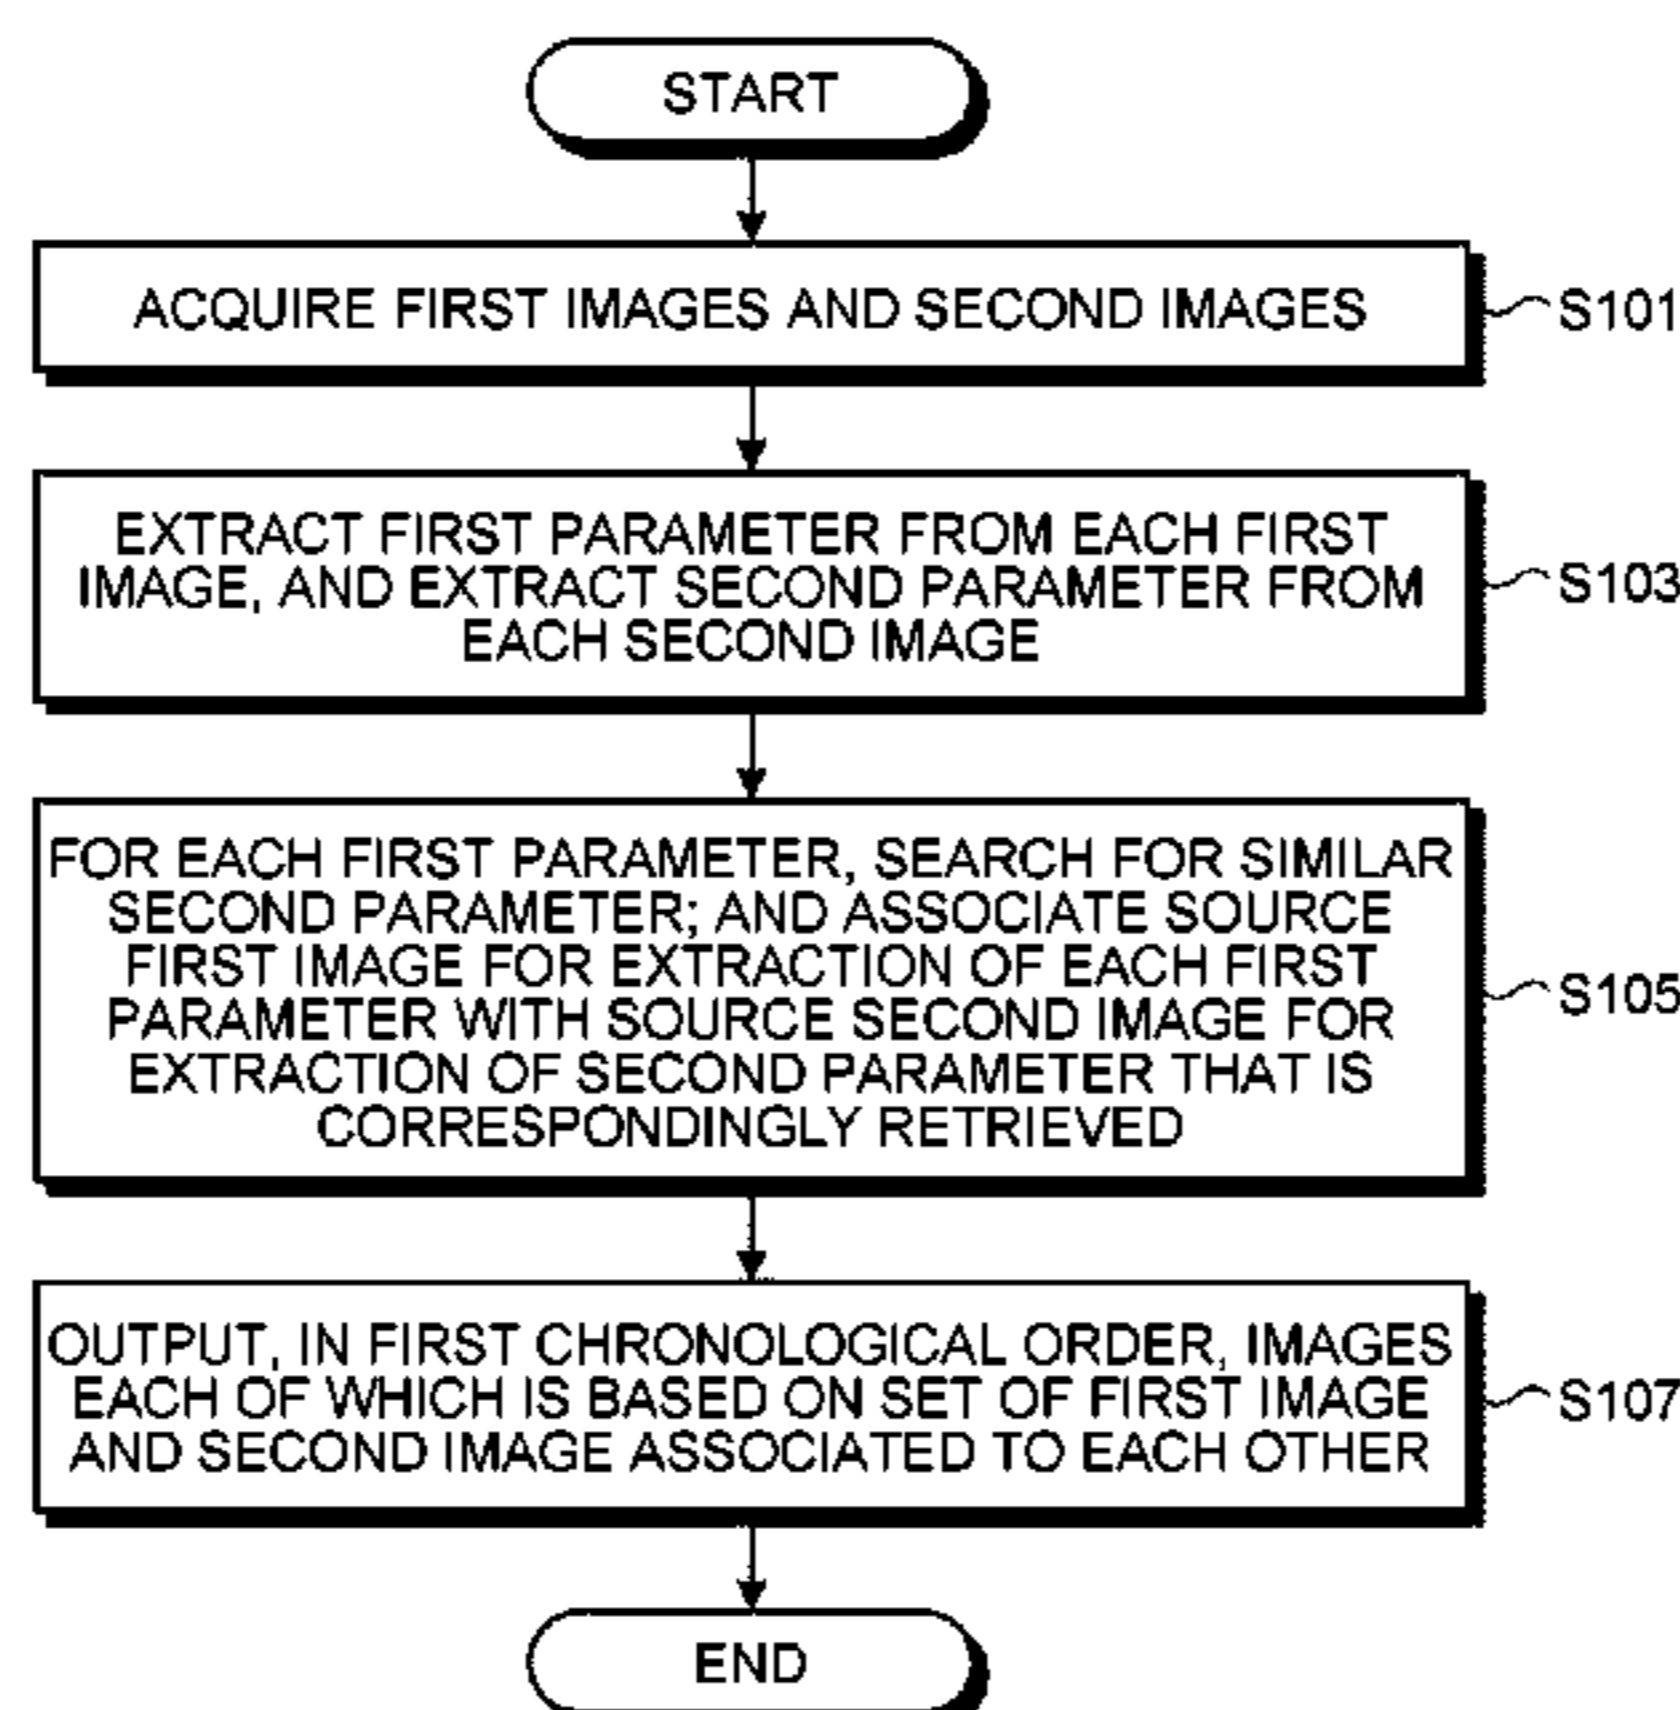 START
ACQUIRE FIRST IMAGES AND SECOND IMAGES
S101
EXTRACT FIRST PARAMETER FROM EACH FIRST
IMAGE, AND EXTRACT SECOND PARAMETER FROM
EACH SECOND IMAGE
S103
FOR EACH FIRST PARAMETER, SEARCH FOR SIMILAR
SECOND PARAMETER; AND ASSOCIATE SOURCE
FIRST IMAGE FOR EXTRACTION OF EACH FIRST
PARAMETER WITH SOURCE SECOND IMAGE FOR
EXTRACTION OF SECOND PARAMETER THAT IS
CORRESPONDINGLY RETRIEVED
S105
OUTPUT, IN FIRST CHRONOLOGICAL ORDER, IMAGES
EACH OF WHICH IS BASED ON SET OF FIRST IMAGE
AND SECOND IMAGE ASSOCIATED TO EACH OTHER
S107
END